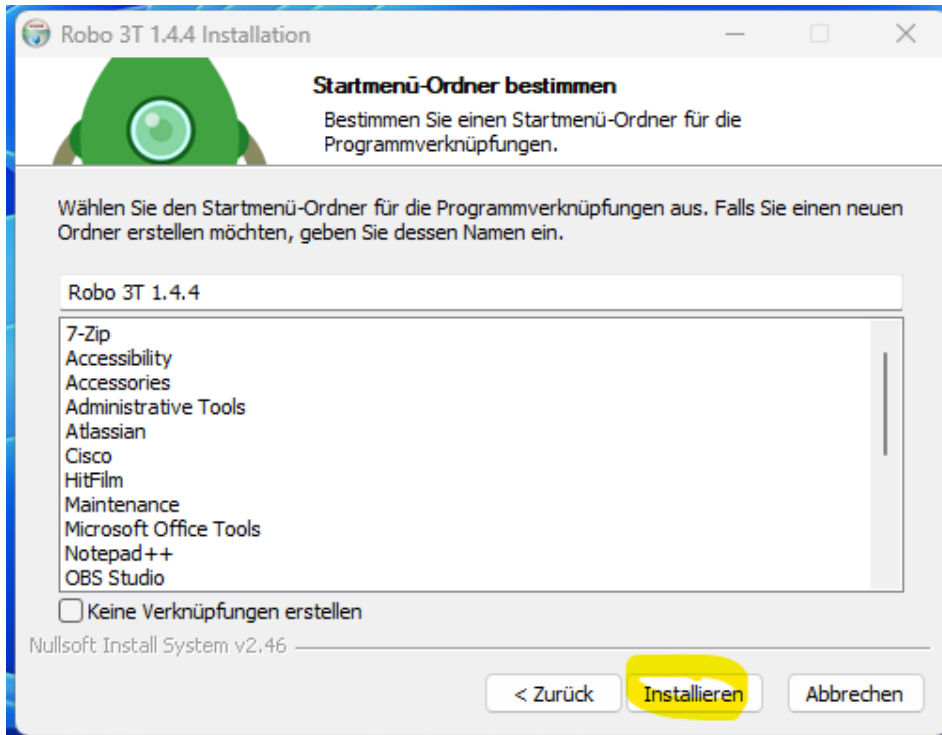 Robo 3T 1.4.4 Installation
Startmenü-Ordner bestimmen
Bestimmen Sie einen Startmenü-Ordner für die
Programmverknüpfungen.
Wählen Sie den Startmenü-Ordner für die Programmverknüpfungen aus. Falls Sie einen neuen
Ordner erstellen möchten, geben Sie dessen Namen ein.
Robo 3T 1.4.4
7-Zip
Accessibility
Accessories
Administrative Tools
Atlassian
Cisco
HitFilm
Maintenance
Microsoft Office Tools
Notepad++
OBS Studio
Keine Verknüpfungen erstellen
Nullsoft Install System v2.46
< Zurück Installieren Abbrechen